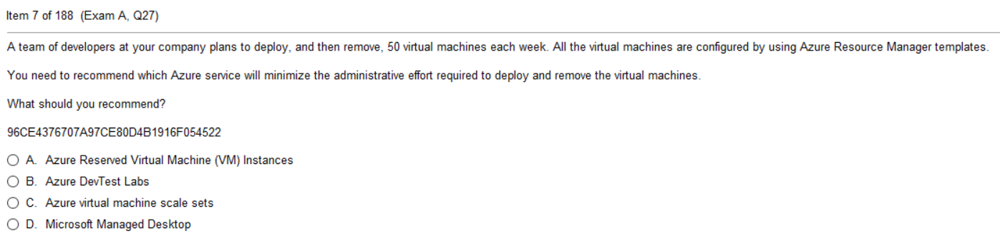 Item 7 of 188 (Exam A, Q27)
A team of developers at your company plans to deploy, and then remove, 50 virtual machines each week. All the virtual machines are configured by using Azure Resource Manager templates.
You need to recommend which Azure service will minimize the administrative effort required to deploy and remove the virtual machines.
What should you recommend?
96CE4376707A97CE80D4B1916F054522
A. Azure Reserved Virtual Machine (VM) Instances
B. Azure DevTest Labs
C. Azure virtual machine scale sets
D. Microsoft Managed Desktop